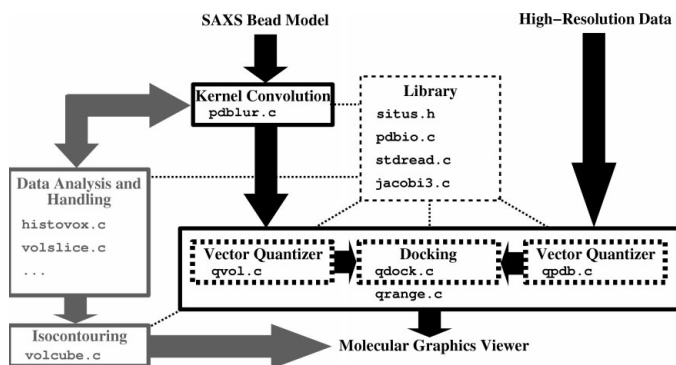 SAXS Bead Model
High-Resolution Data
Kernel Convolution
pdblur.c
Library
situs.h
pdbio.c
stdread.c
jacobi3.c
Data Analysis and
Handling
histovox.c
volslice.c
...
Vector Quantizer
qvol.c
Docking
qdock.c
Vector Quantizer
qpdb.c
qrange.c
Isocontouring
volcube.c
Molecular Graphics Viewer